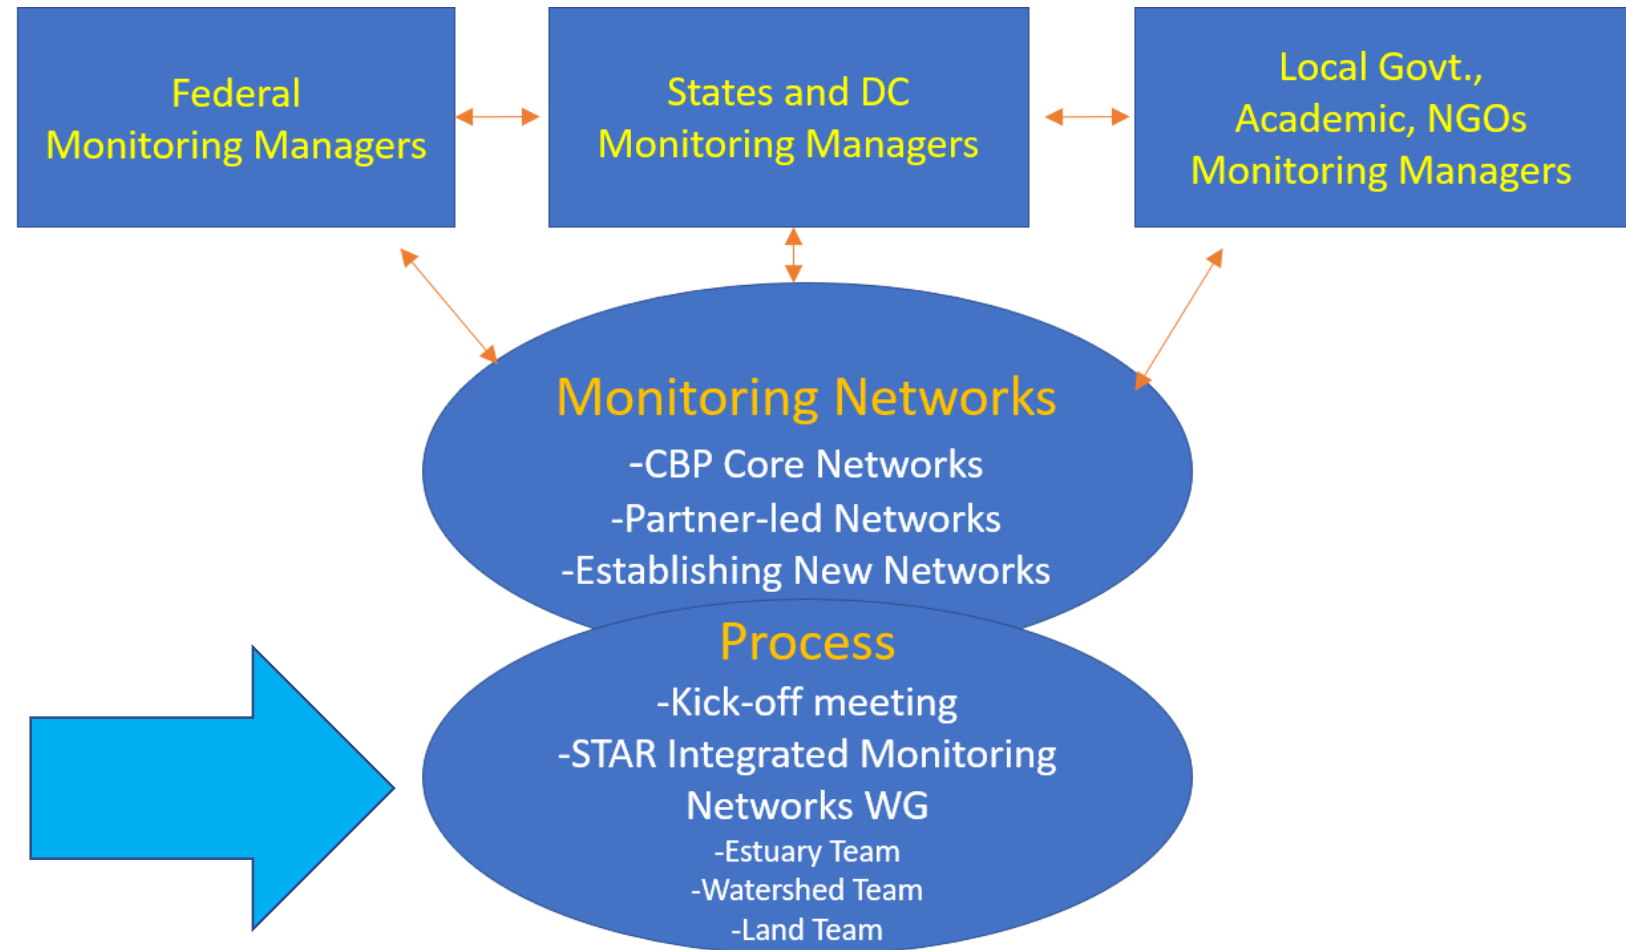 Federal
Monitoring Managers
States and DC
Monitoring Managers
Local Govt.,
Academic, NGOs
Monitoring Managers
Monitoring Networks
-CBP Core Networks
-Partner-led Networks
-Establishing New Networks
Process
-Kick-off meeting
-STAR Integrated Monitoring
Networks WG
-Estuary Team
-Watershed Team
-Land Team